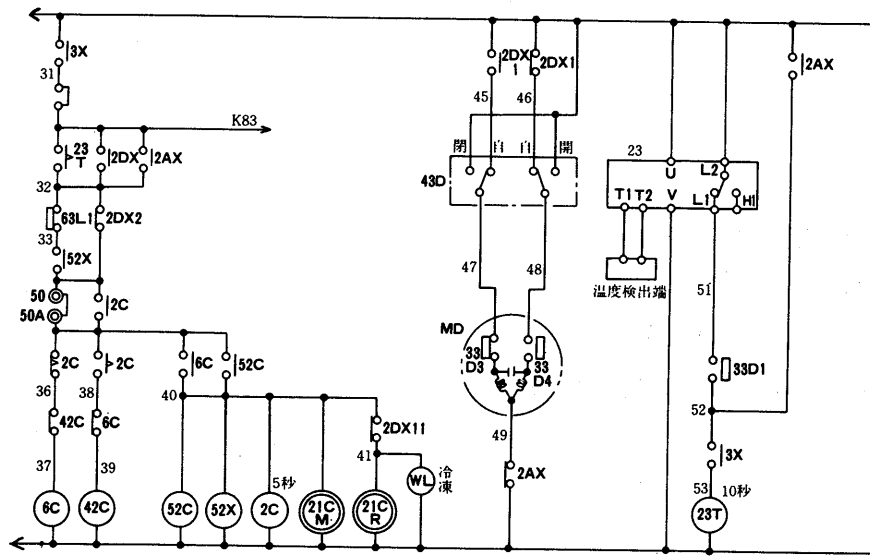 3X
31
K83
23
T
2DX
2AX
32
63L1
2DX2
33
52X
50
50A
2C
2C
2C
6C
52C
36
38
40
42C
6C
37
39
2DX11
41
5秒
WL
冷凍
6C
42C
52C
52X
2C
21C
M
21C
R
2DX
1
2DX1
45
46
閉
自
自
開
43D
47
48
MD
33
D3
33
D4
49
2AX
2AX
23
U
L2
T1
T2
V
L1
H1
温度検出端
51
33D1
52
3X
53
10秒
23T